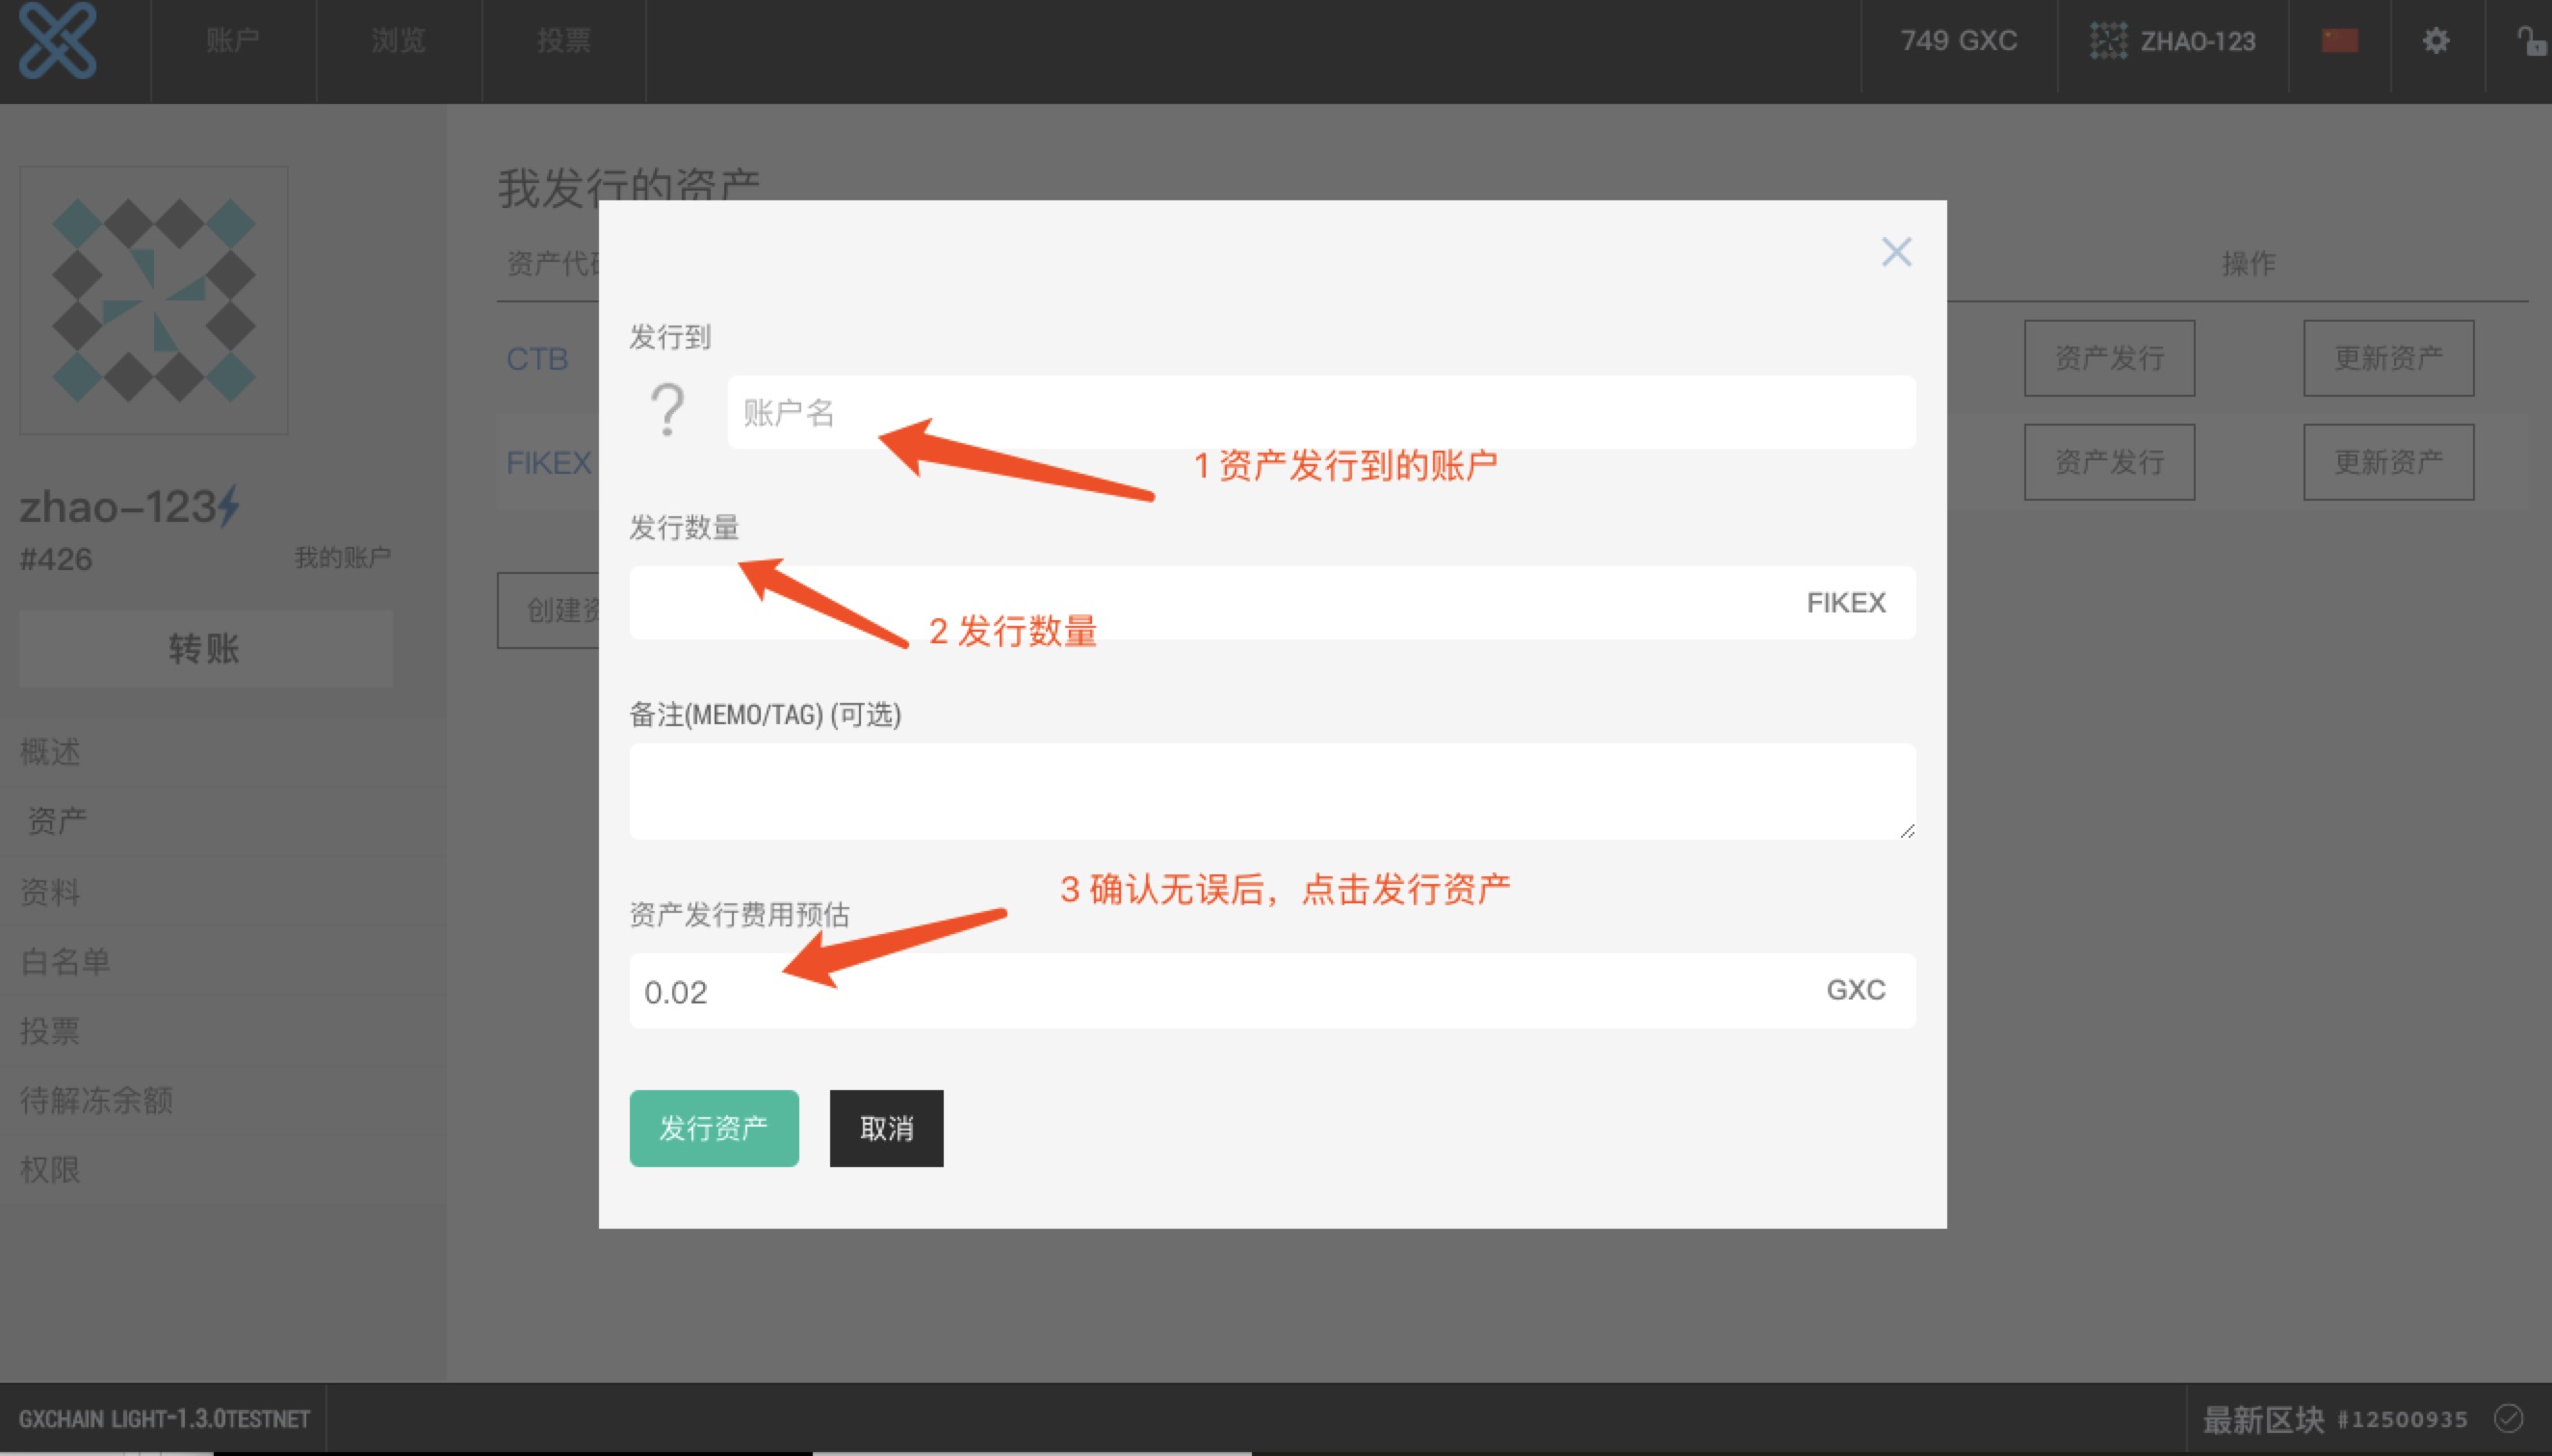 账户
浏览
投票
749 GXC
ZHAO-123
zhao-123
#426
我的账户
转账
概述
资产
资料
白名单
投票
待解冻余额
权限
我发行的资产
资产代码
操作
CTB
资产发行
更新资产
FIKEX
资产发行
更新资产
创建资
发行到
?
账户名
1 资产发行到的账户
发行数量
FIKEX
2 发行数量
备注(MEMO/TAG) (可选)
3 确认无误后，点击发行资产
资产发行费用预估
0.02
GXC
发行资产
取消
GXCHAIN LIGHT-1.3.0TESTNET
最新区块 #12500935